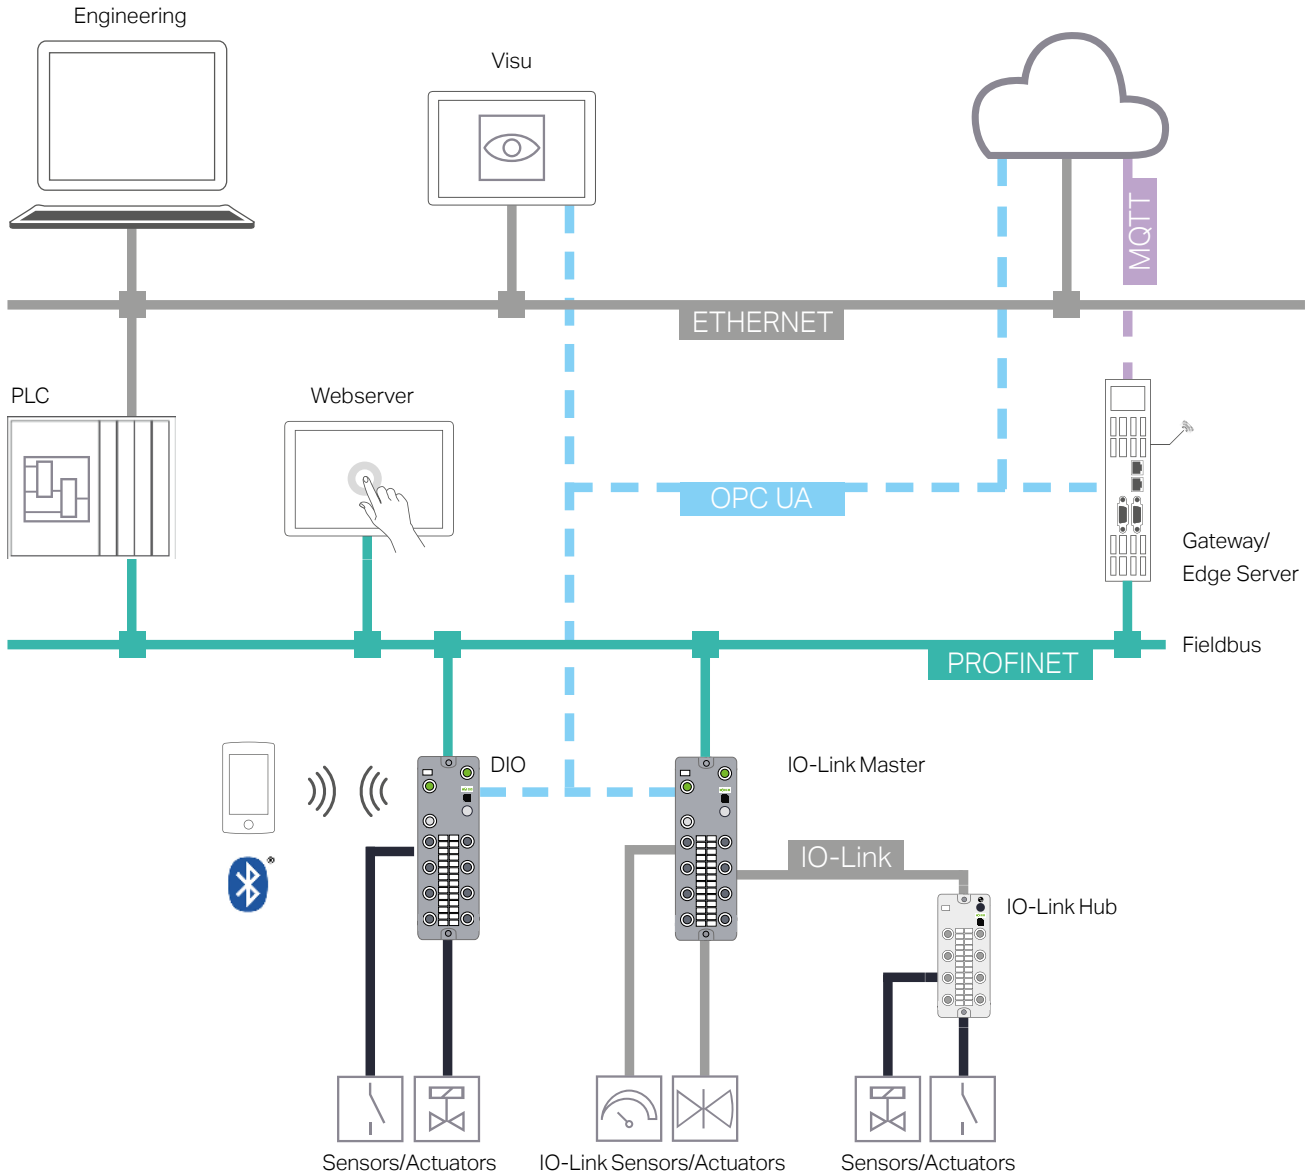 Engineering
Visu
MQTT
ETHERNET
PLC
Webserver
OPC UA
Gateway/
Edge Server
Fieldbus
PROFINET
DIO
IO-Link Master
IO-Link
®
IO-Link Hub
Sensors/Actuators
IO-Link Sensors/Actuators
Sensors/Actuators